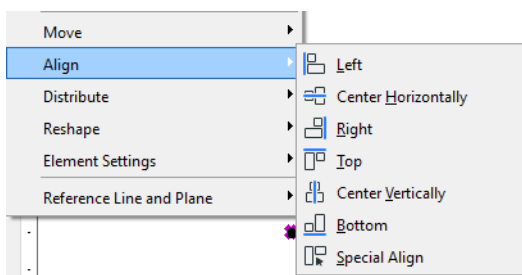 Move
Align
Distribute
Reshape
Element Settings
Reference Line and Plane
Left
Center Horizontally
Right
Top
Center Vertically
Bottom
Special Align